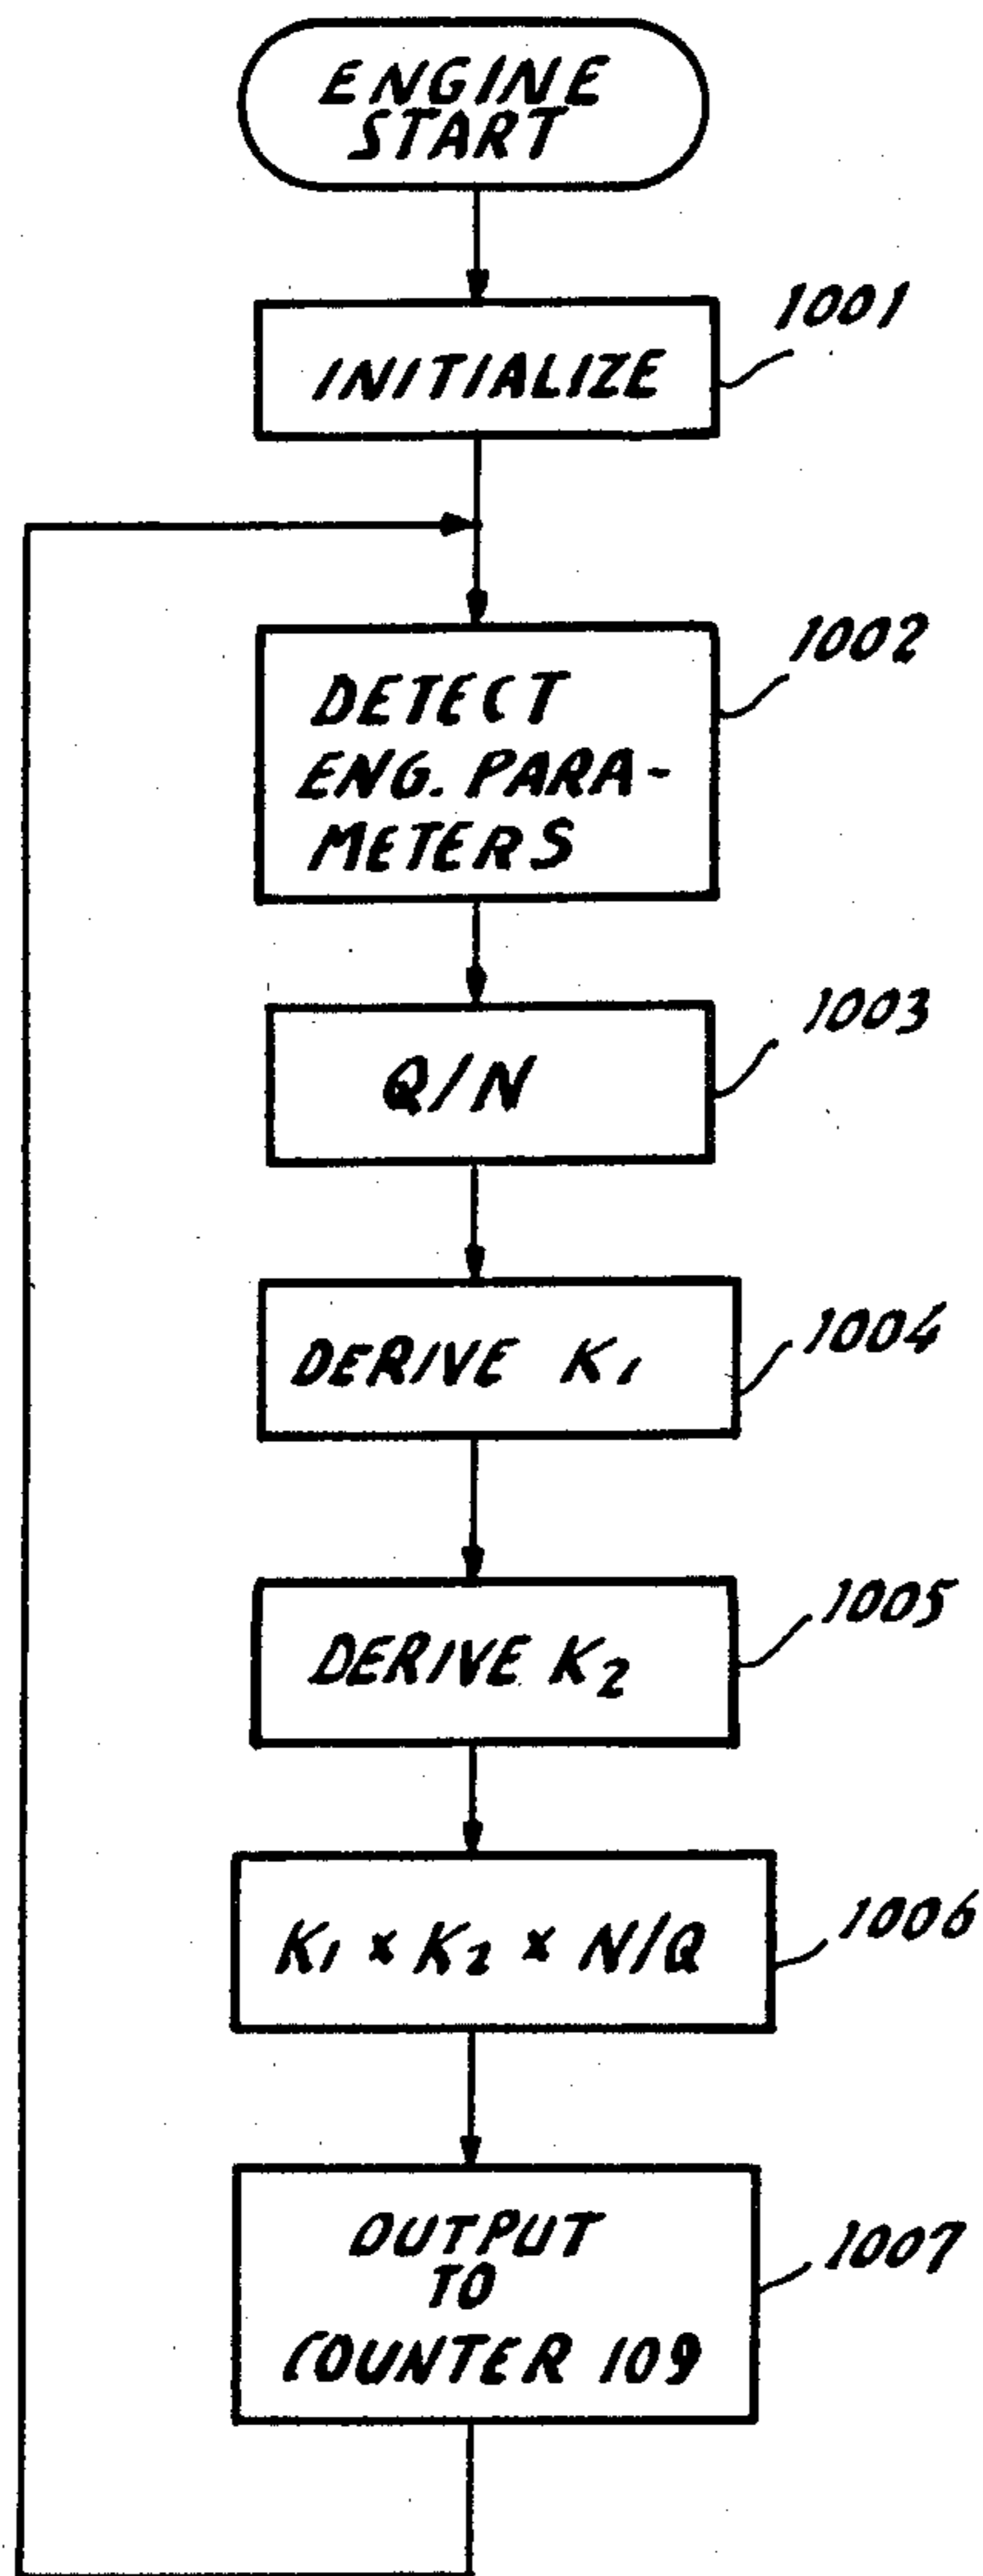 ENGINE
START
1001
INITIALIZE
1002
DETECT
ENG. PARA-
METERS
1003
Q/N
1004
DERIVE K1
1005
DERIVE K2
1006
K1 × K2 × N/Q
1007
OUTPUT
TO
COUNTER 109